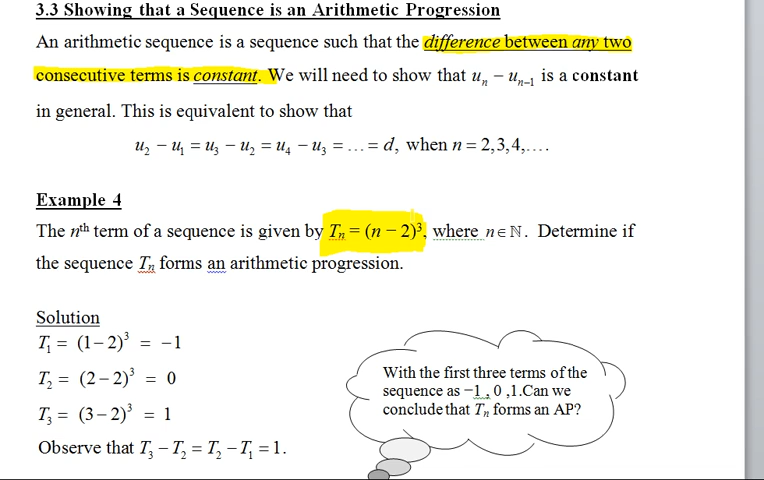 3.3 Showing that a Sequence is an Arithmetic Progression
An arithmetic sequence is a sequence such that the difference between any two
consecutive terms is constant. We will need to show that uₙ − uₙ₋₁ is a constant
in general. This is equivalent to show that
u₂ − u₁ = u₃ − u₂ = u₄ − u₃ = ... = d, when n = 2,3,4,....
Example 4
The nᵗʰ term of a sequence is given by Tₙ = (n − 2)³, where n∈ℕ. Determine if
the sequence Tₙ forms an arithmetic progression.
Solution
T₁ = (1−2)³ = −1
T₂ = (2−2)³ = 0
T₃ = (3−2)³ = 1
Observe that T₃ − T₂ = T₂ − T₁ = 1.
With the first three terms of the
sequence as −1 , 0 ,1.Can we
conclude that Tₙ forms an AP?